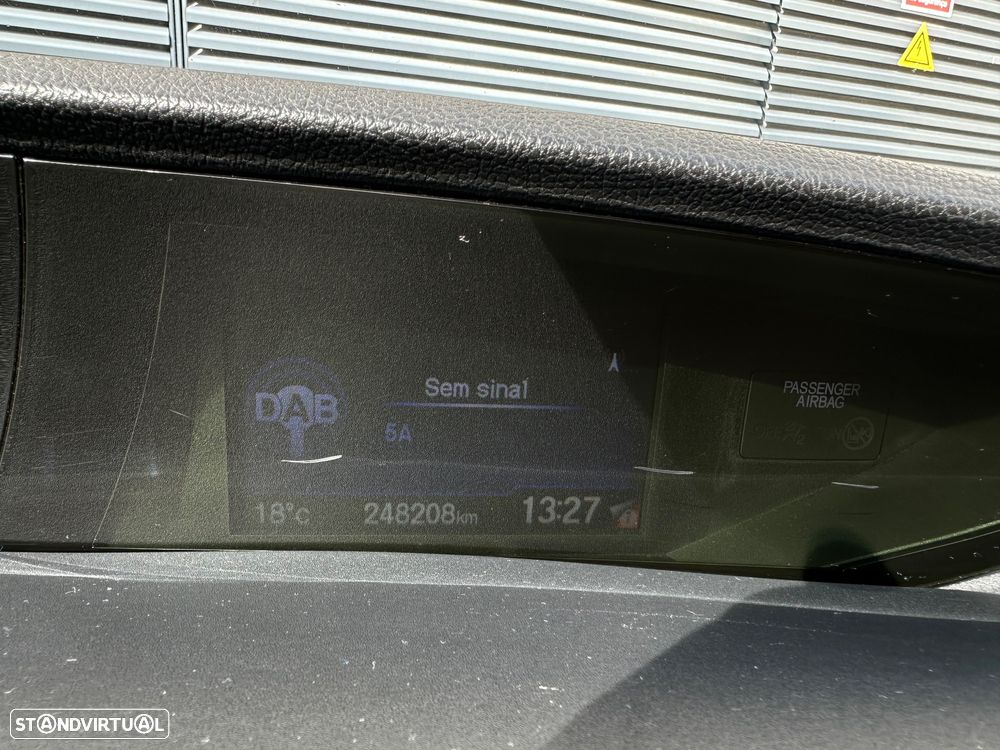 DAB
Sem sinal
5A
18°C 248208km 13:27
PASSENGER
AIRBAG
STANDVIRTUAL